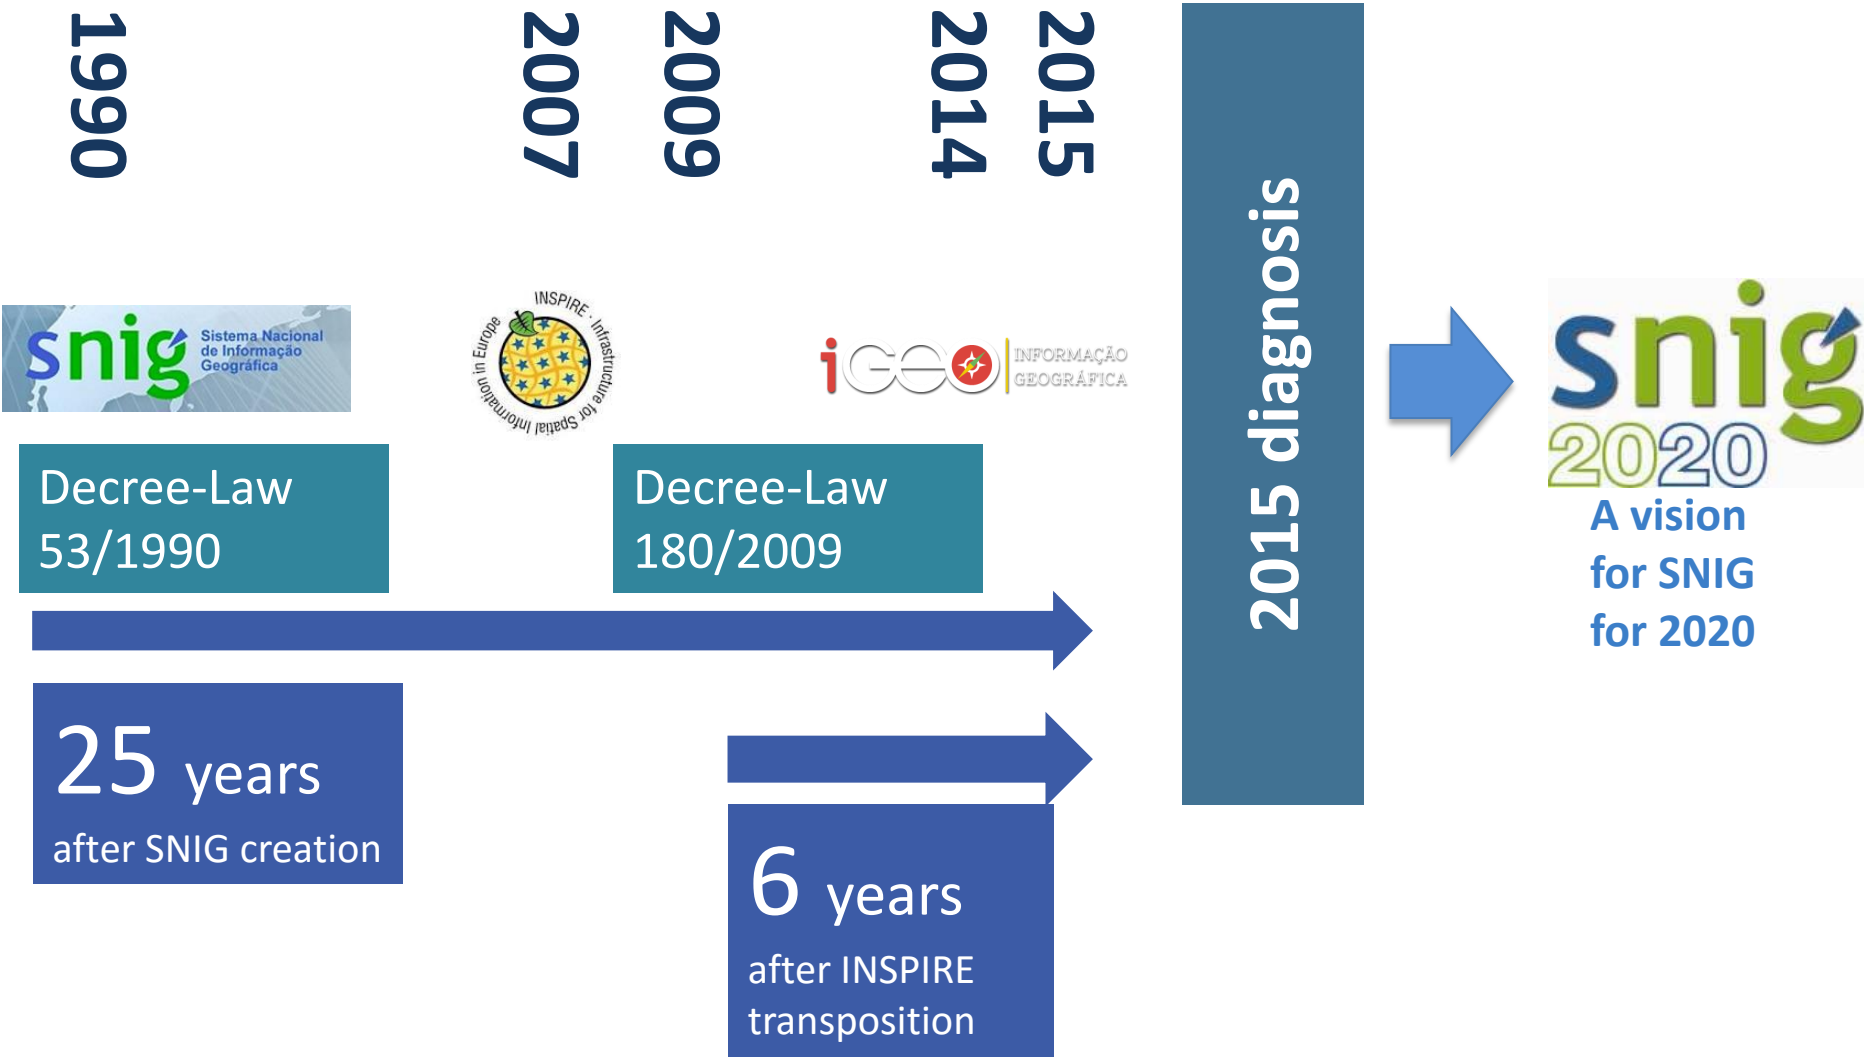 1990
2007
2009
2014
2015
snig
Sistema Nacional
de Informação
Geográfica
INSPIRE · Infrastructure for Spatial Information in Europe
iGEO
INFORMAÇÃO
GEOGRÁFICA
Decree-Law
53/1990
Decree-Law
180/2009
25 years
after SNIG creation
6 years
after INSPIRE
transposition
2015 diagnosis
snig
2020
A vision
for SNIG
for 2020